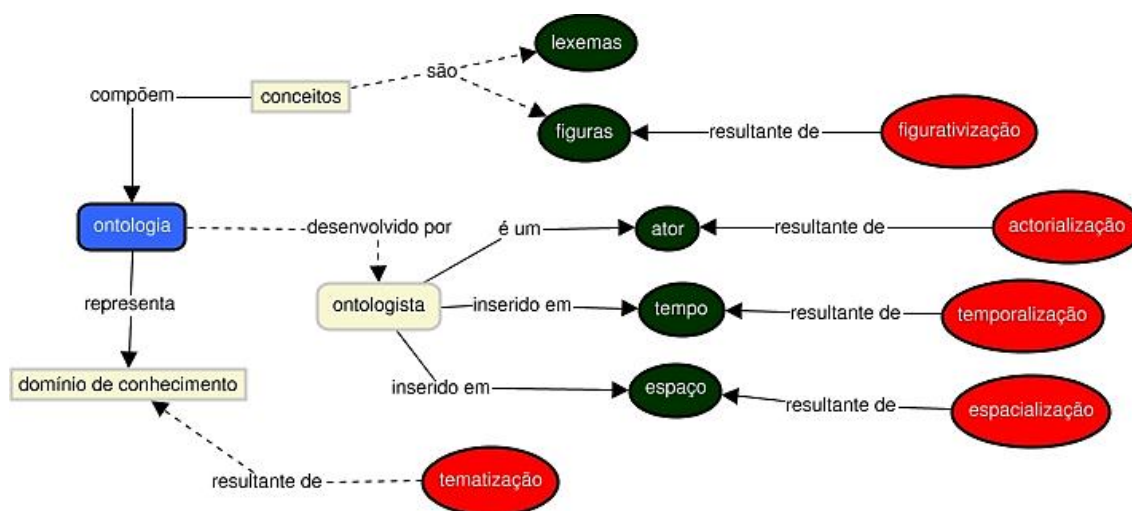 lexemas
são
compõem
conceitos
figuras
resultante de
figurativização
ontologia
desenvolvido por
é um
ator
resultante de
actorialização
representa
ontologista
inserido em
tempo
resultante de
temporalização
domínio de conhecimento
inserido em
espaço
resultante de
espacialização
resultante de
tematização